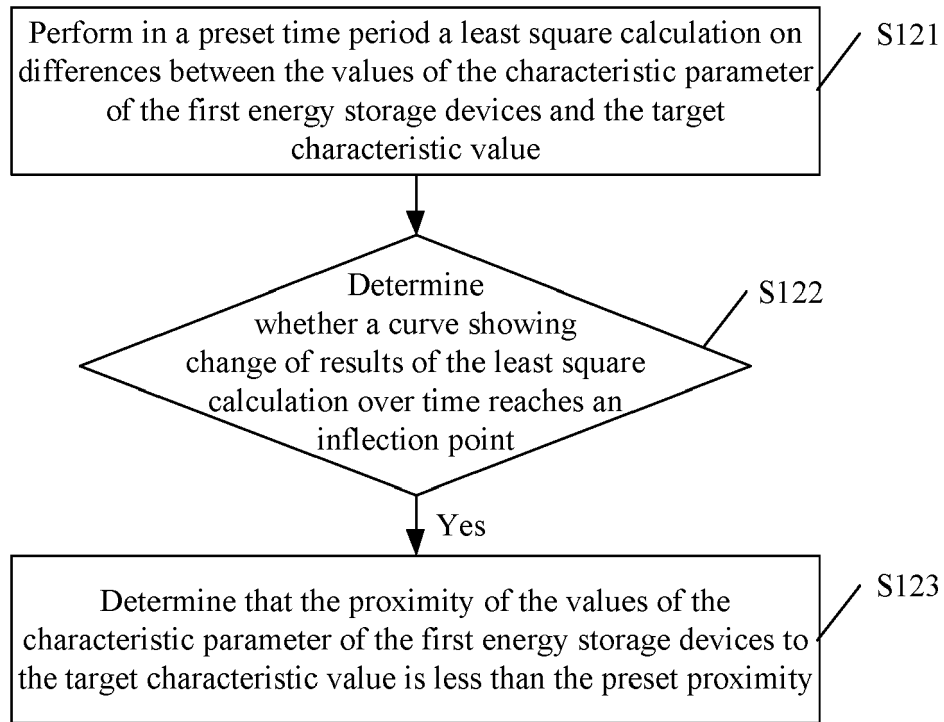 Perform in a preset time period a least square calculation on
differences between the values of the characteristic parameter
of the first energy storage devices and the target
characteristic value
S121
Determine
whether a curve showing
change of results of the least square
calculation over time reaches an
inflection point
S122
Yes
Determine that the proximity of the values of the
characteristic parameter of the first energy storage devices to
the target characteristic value is less than the preset proximity
S123